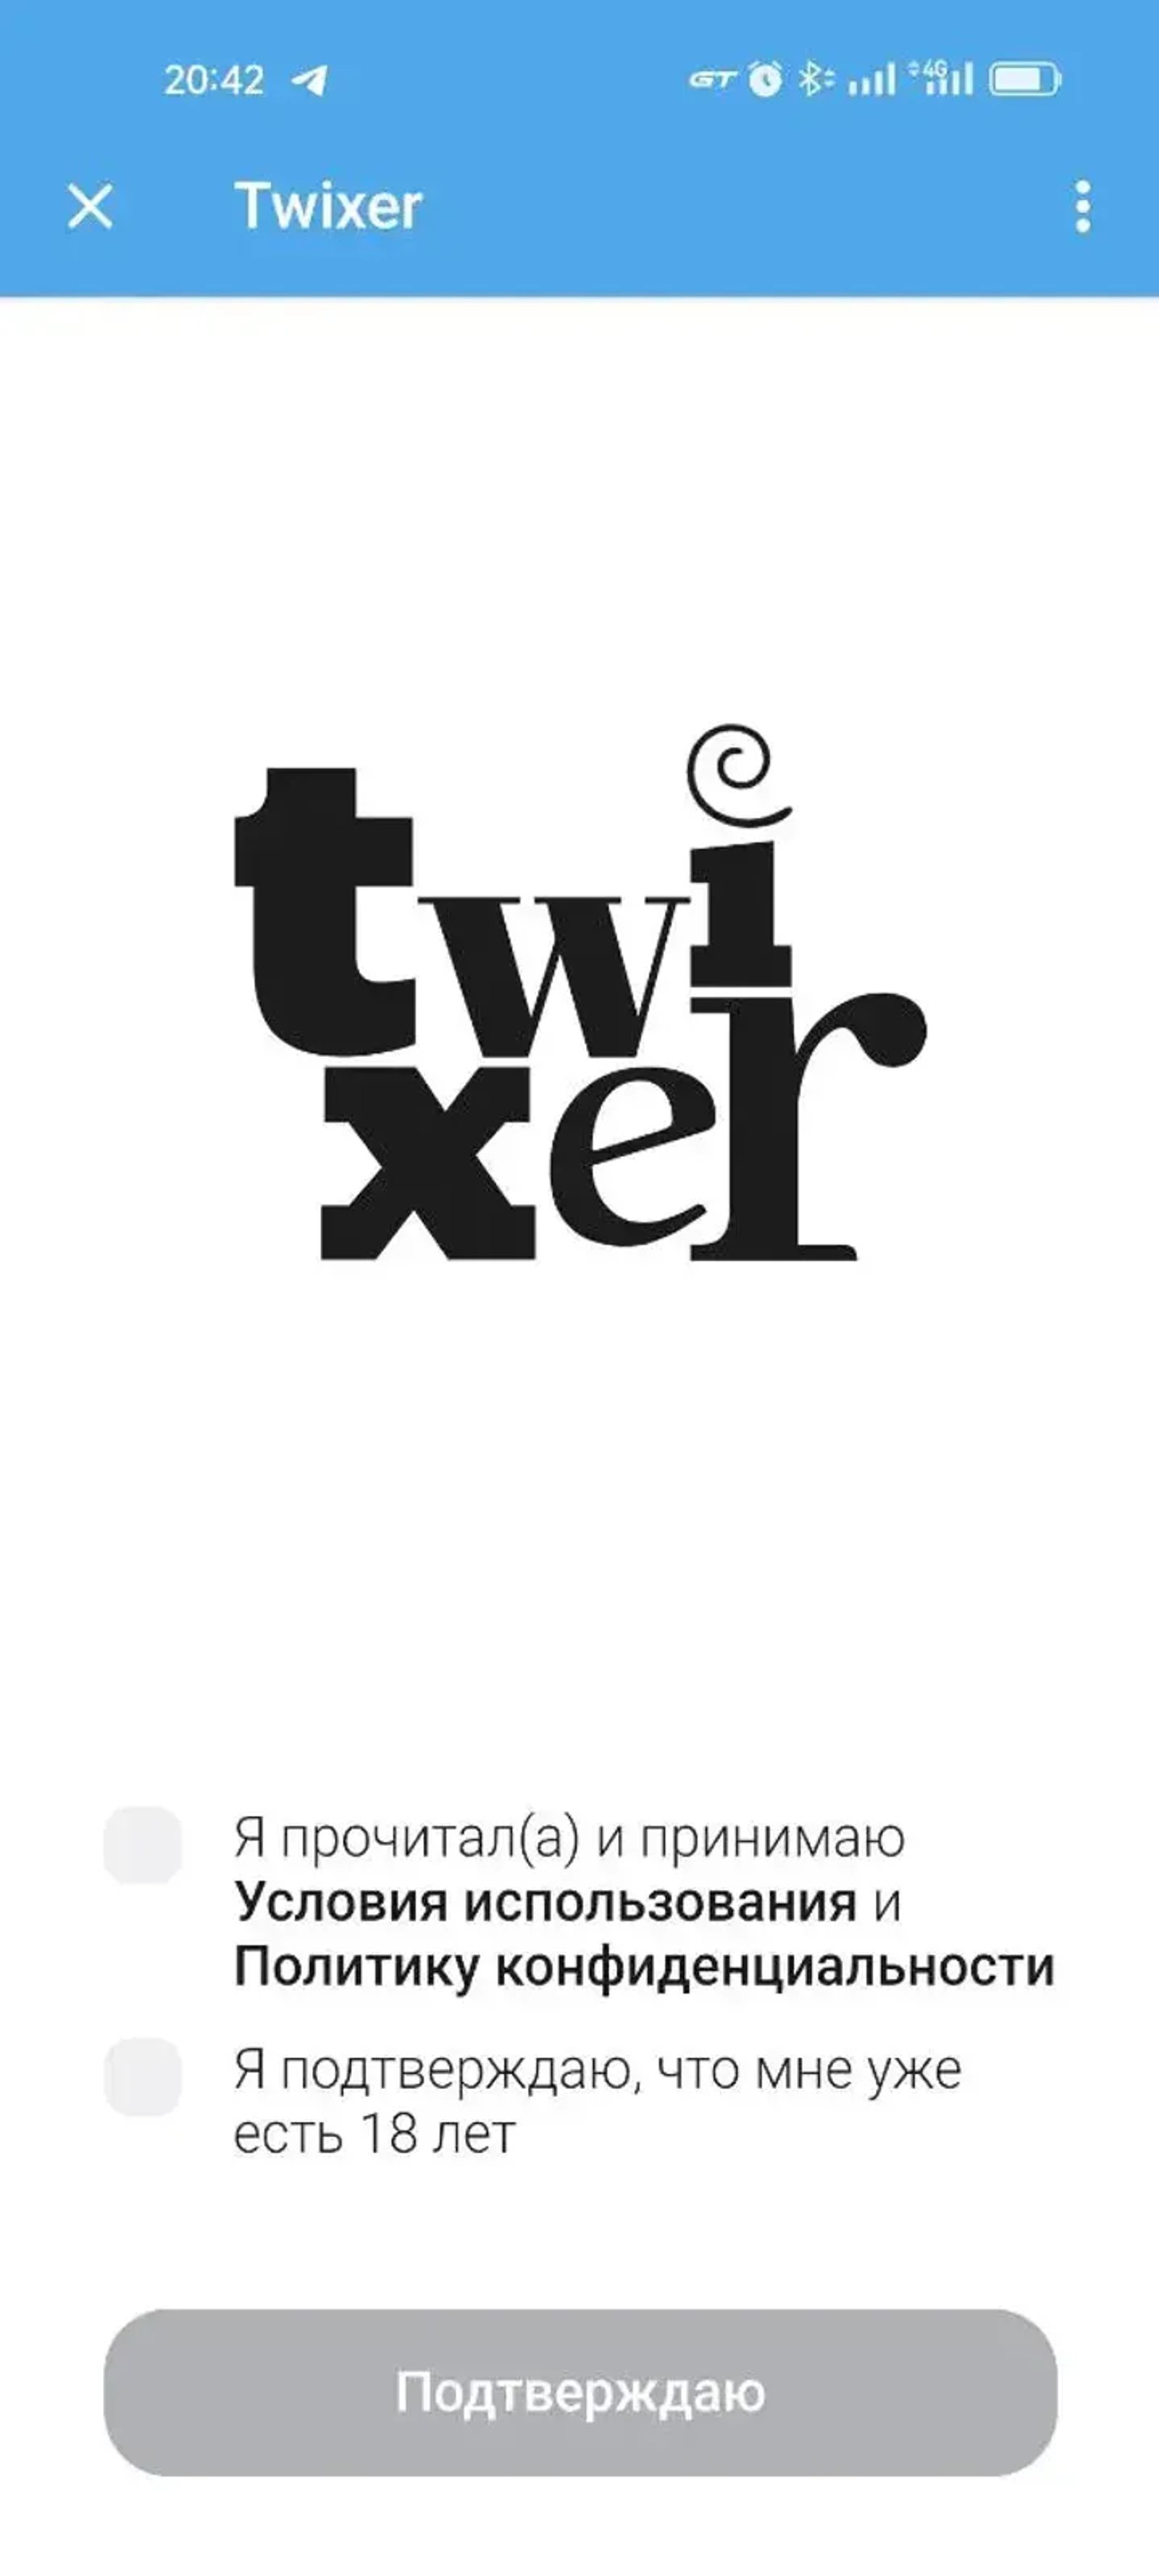 20:42
GT 4G
Twixer
twi
xer
Я прочитал(а) и принимаю
Условия использования и
Политику конфиденциальности
Я подтверждаю, что мне уже
есть 18 лет
Подтверждаю